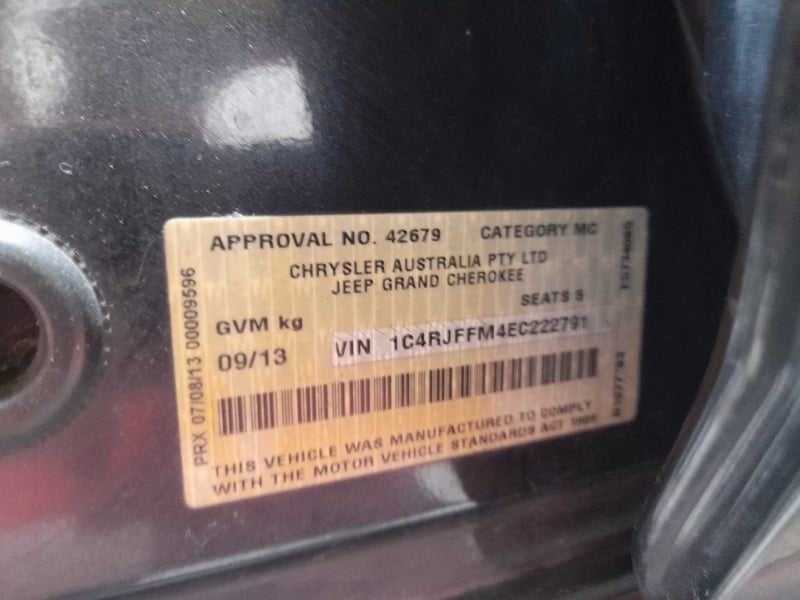 APPROVAL NO. 42679 CATEGORY MC
CHRYSLER AUSTRALIA PTY LTD
JEEP GRAND CHEROKEE
SEATS 5
GVM kg
09/13 VIN 1C4RJFFM4EC222791
THIS VEHICLE WAS MANUFACTURED TO COMPLY
WITH THE MOTOR VEHICLE STANDARDS ACT 1989
PRX 07/08/13 00009596